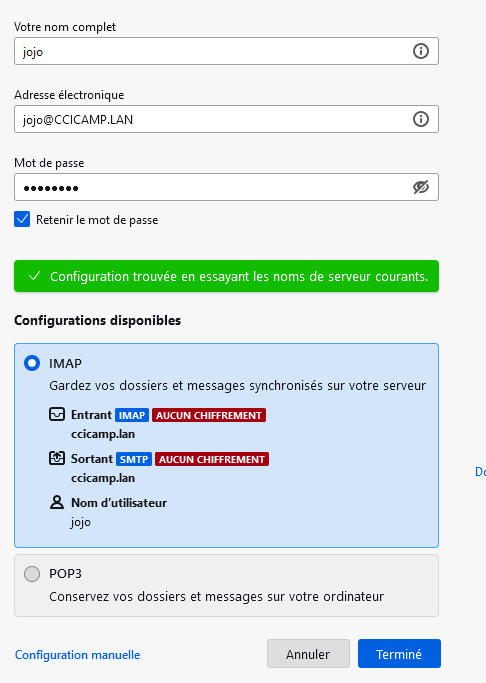 Votre nom complet
jojo
Adresse électronique
jojo@CCICAMP.LAN
Mot de passe
●●●●●●●●
Retenir le mot de passe
Configuration trouvée en essayant les noms de serveur courants.
Configurations disponibles
IMAP
Gardez vos dossiers et messages synchronisés sur votre serveur
Entrant IMAP AUCUN CHIFFREMENT
ccicamp.lan
Sortant SMTP AUCUN CHIFFREMENT
ccicamp.lan
Nom d'utilisateur
jojo
Do
POP3
Conservez vos dossiers et messages sur votre ordinateur
Configuration manuelle
Annuler
Terminé